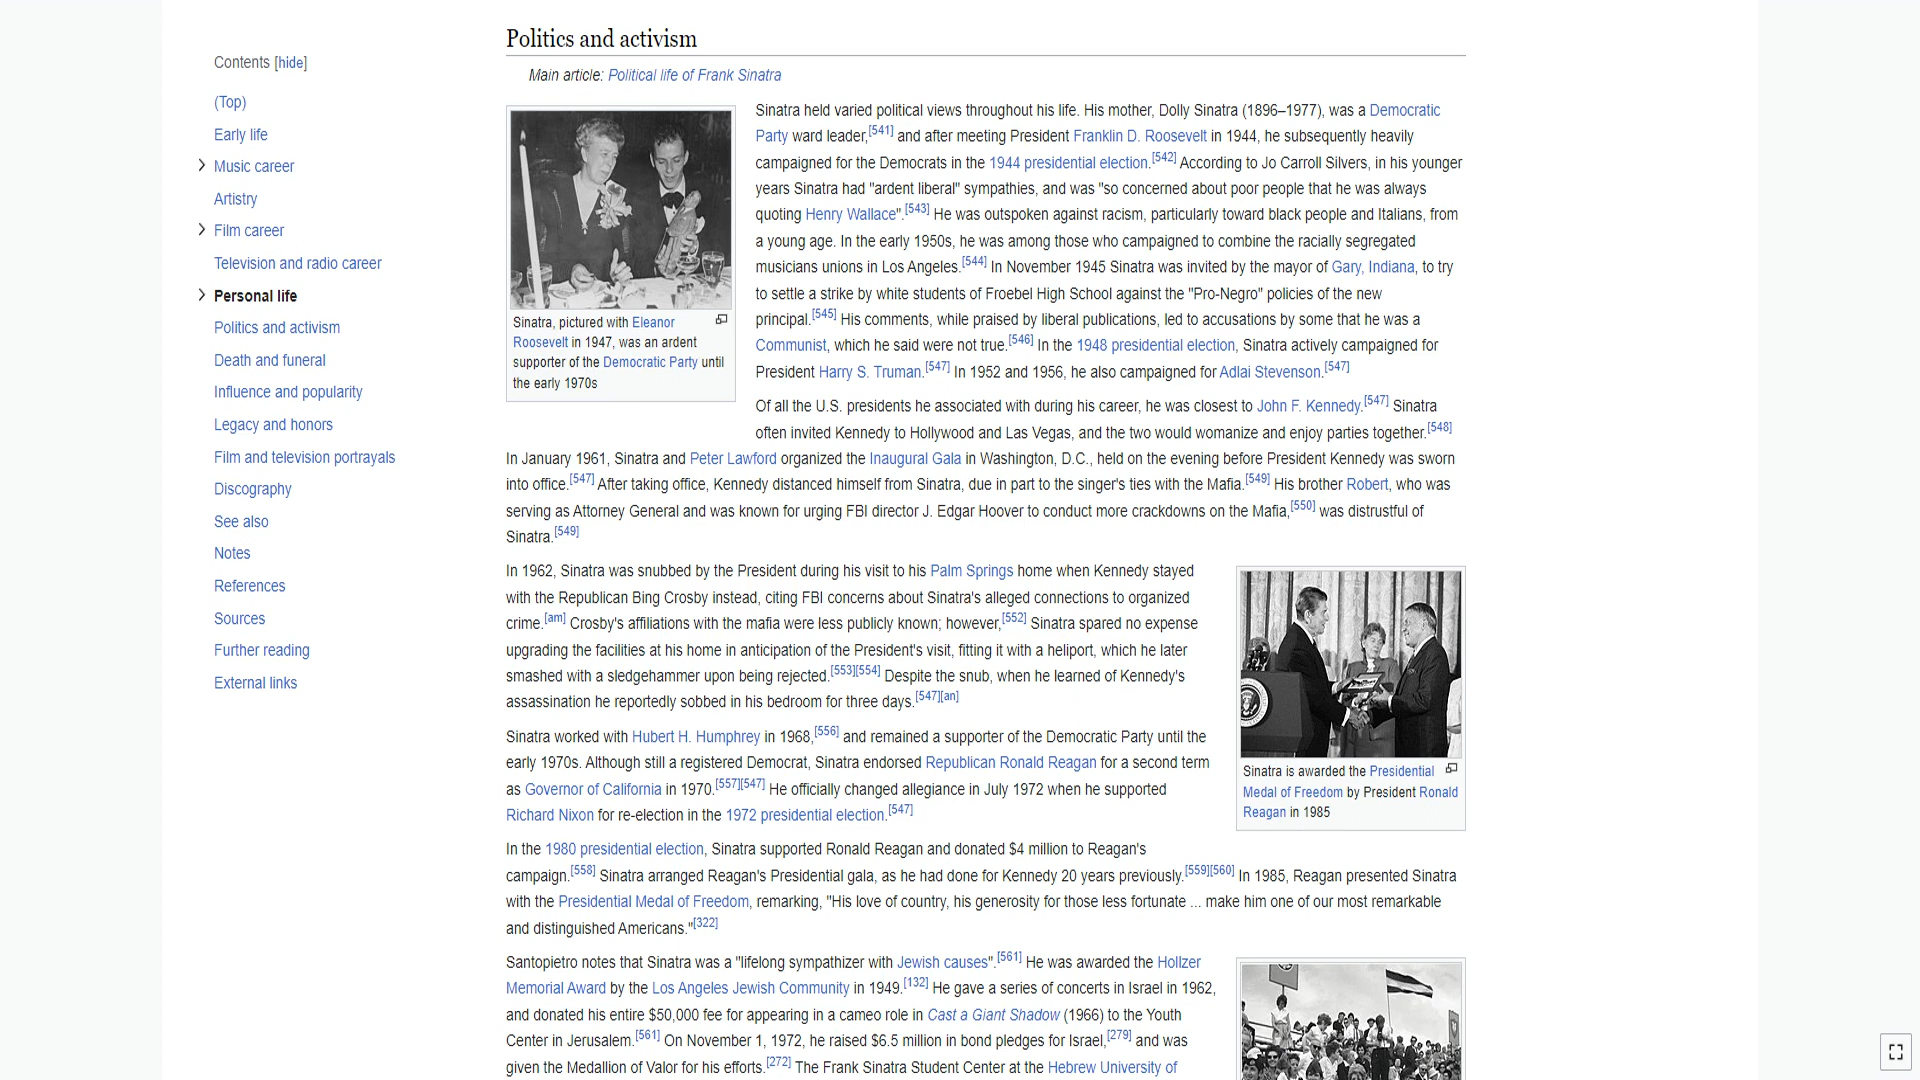 Contents [hide]
(Top)
Early life
Music career
Artistry
Film career
Television and radio career
Personal life
Politics and activism
Death and funeral
Influence and popularity
Legacy and honors
Film and television portrayals
Discography
See also
Notes
References
Sources
Further reading
External links
Politics and activism
Main article: Political life of Frank Sinatra
Sinatra, pictured with Eleanor
Roosevelt in 1947, was an ardent
supporter of the Democratic Party until
the early 1970s
Sinatra held varied political views throughout his life. His mother, Dolly Sinatra (1896–1977), was a Democratic
Party ward leader,[541] and after meeting President Franklin D. Roosevelt in 1944, he subsequently heavily
campaigned for the Democrats in the 1944 presidential election.[542] According to Jo Carroll Silvers, in his younger
years Sinatra had "ardent liberal" sympathies, and was "so concerned about poor people that he was always
quoting Henry Wallace".[543] He was outspoken against racism, particularly toward black people and Italians, from
a young age. In the early 1950s, he was among those who campaigned to combine the racially segregated
musicians unions in Los Angeles.[544] In November 1945 Sinatra was invited by the mayor of Gary, Indiana, to try
to settle a strike by white students of Froebel High School against the "Pro-Negro" policies of the new
principal.[545] His comments, while praised by liberal publications, led to accusations by some that he was a
Communist, which he said were not true.[546] In the 1948 presidential election, Sinatra actively campaigned for
President Harry S. Truman.[547] In 1952 and 1956, he also campaigned for Adlai Stevenson.[547]
Of all the U.S. presidents he associated with during his career, he was closest to John F. Kennedy.[547] Sinatra
often invited Kennedy to Hollywood and Las Vegas, and the two would womanize and enjoy parties together.[548]
In January 1961, Sinatra and Peter Lawford organized the Inaugural Gala in Washington, D.C., held on the evening before President Kennedy was sworn
into office.[547] After taking office, Kennedy distanced himself from Sinatra, due in part to the singer's ties with the Mafia.[549] His brother Robert, who was
serving as Attorney General and was known for urging FBI director J. Edgar Hoover to conduct more crackdowns on the Mafia,[550] was distrustful of
Sinatra.[549]
In 1962, Sinatra was snubbed by the President during his visit to his Palm Springs home when Kennedy stayed
with the Republican Bing Crosby instead, citing FBI concerns about Sinatra's alleged connections to organized
crime.[am] Crosby's affiliations with the mafia were less publicly known; however,[552] Sinatra spared no expense
upgrading the facilities at his home in anticipation of the President's visit, fitting it with a heliport, which he later
smashed with a sledgehammer upon being rejected.[553][554] Despite the snub, when he learned of Kennedy's
assassination he reportedly sobbed in his bedroom for three days.[547][an]
Sinatra is awarded the Presidential
Medal of Freedom by President Ronald
Reagan in 1985
Sinatra worked with Hubert H. Humphrey in 1968,[556] and remained a supporter of the Democratic Party until the
early 1970s. Although still a registered Democrat, Sinatra endorsed Republican Ronald Reagan for a second term
as Governor of California in 1970.[557][547] He officially changed allegiance in July 1972 when he supported
Richard Nixon for re-election in the 1972 presidential election.[547]
In the 1980 presidential election, Sinatra supported Ronald Reagan and donated $4 million to Reagan's
campaign.[558] Sinatra arranged Reagan's Presidential gala, as he had done for Kennedy 20 years previously.[559][560] In 1985, Reagan presented Sinatra
with the Presidential Medal of Freedom, remarking, "His love of country, his generosity for those less fortunate ... make him one of our most remarkable
and distinguished Americans."[322]
Santopietro notes that Sinatra was a "lifelong sympathizer with Jewish causes".[561] He was awarded the Hollzer
Memorial Award by the Los Angeles Jewish Community in 1949.[132] He gave a series of concerts in Israel in 1962,
and donated his entire $50,000 fee for appearing in a cameo role in Cast a Giant Shadow (1966) to the Youth
Center in Jerusalem.[561] On November 1, 1972, he raised $6.5 million in bond pledges for Israel,[279] and was
given the Medallion of Valor for his efforts.[272] The Frank Sinatra Student Center at the Hebrew University of